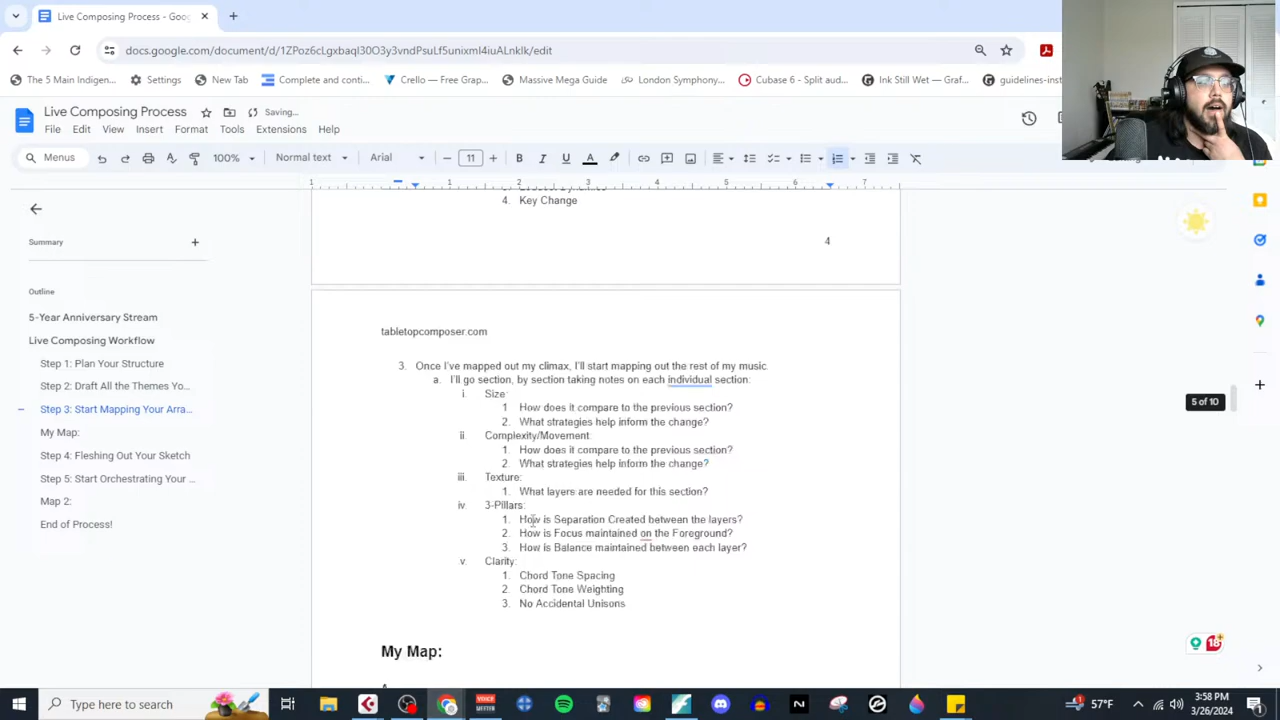 Live Composing Process - Goo
docs.google.com/document/d/1ZPoz6cLgxbaql30O3y3vndPsuLf5unixml4iuALnkIk/edit
The 5 Main Indigen...
Settings
New Tab
Complete and conti...
Crello — Free Grap...
Massive Mega Guide
London Symphony...
Cubase 6 - Split aud...
Ink Still Wet — Graf...
guidelines-inst
Live Composing Process
Saving...
File Edit View Insert Format Tools Extensions Help
Menus
100%
Normal text
Arial
11
1 1 2 3 4 5 6 7
4. Key Change
4
Summary
Outline
5-Year Anniversary Stream
Live Composing Workflow
Step 1: Plan Your Structure
Step 2: Draft All the Themes Yo...
Step 3: Start Mapping Your Arra...
My Map:
Step 4: Fleshing Out Your Sketch
Step 5: Start Orchestrating Your ...
Map 2:
End of Process!
tabletopcomposer.com
3. Once I've mapped out my climax, I'll start mapping out the rest of my music.
a. I'll go section, by section taking notes on each individual section:
i. Size:
1 How does it compare to the previous section?
2. What strategies help inform the change?
ii Complexity/Movement:
1. How does it compare to the previous section?
2. What strategies help inform the change?
iii. Texture:
1. What layers are needed for this section?
iv 3-Pillars:
1. How is Separation Created between the layers?
2. How is Focus maintained on the Foreground?
3. How is Balance maintained between each layer?
v. Clarity:
1. Chord Tone Spacing
2. Chord Tone Weighting
3. No Accidental Unisons
My Map:
5 of 10
18
Type here to search
57°F
3:58 PM
3/26/2024